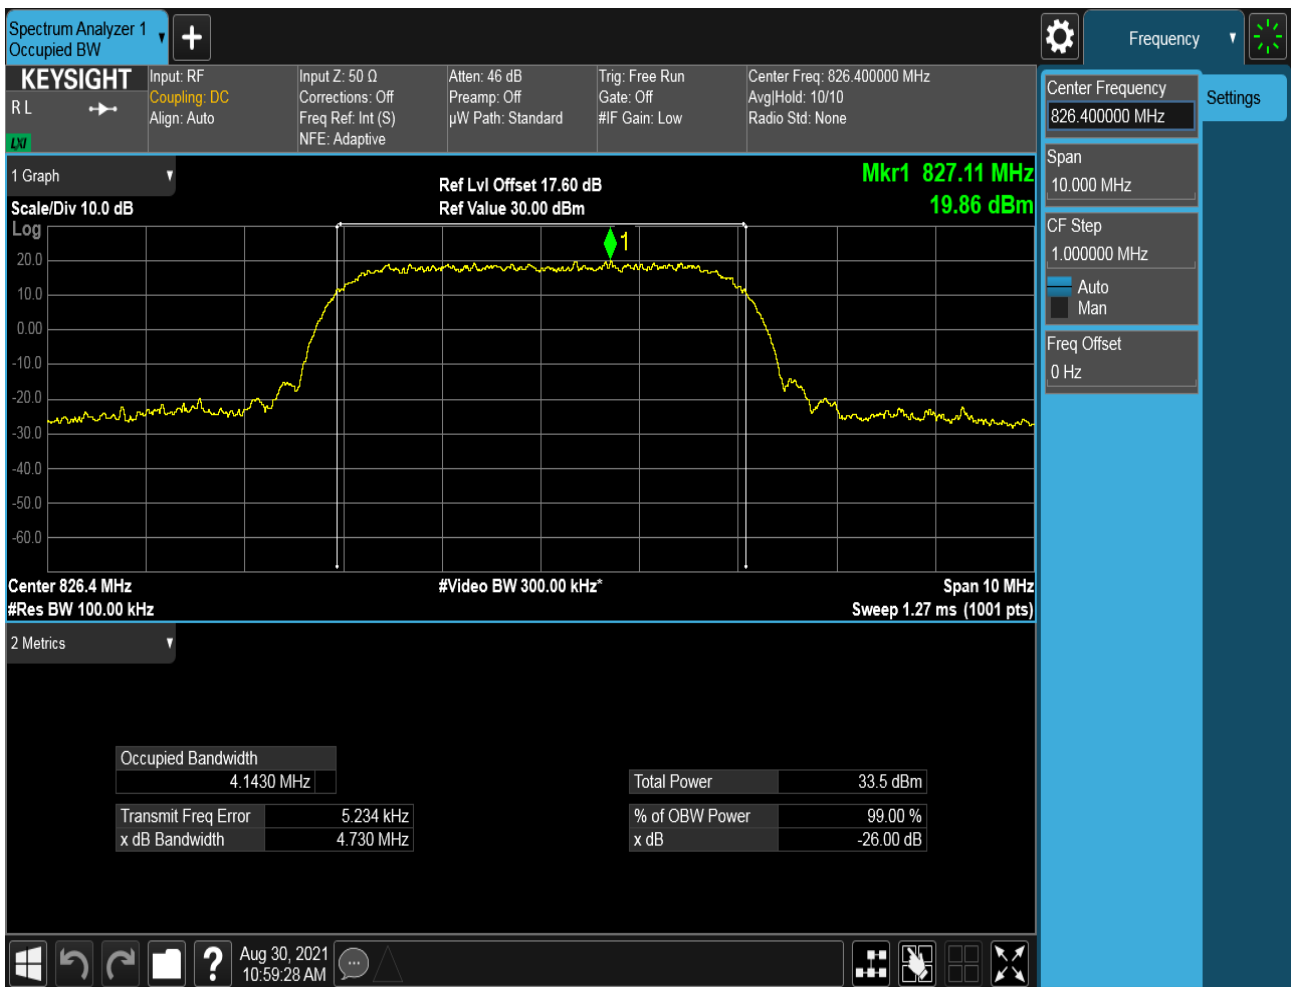 Spectrum Analyzer 1
Occupied BW
Frequency
KEYSIGHT
R L
LXI
Input: RF
Coupling: DC
Align: Auto
Input Z: 50 Ω
Corrections: Off
Freq Ref: Int (S)
NFE: Adaptive
Atten: 46 dB
Preamp: Off
µW Path: Standard
Trig: Free Run
Gate: Off
#IF Gain: Low
Center Freq: 826.400000 MHz
Avg|Hold: 10/10
Radio Std: None
Center Frequency
826.400000 MHz
Settings
Span
10.000 MHz
CF Step
1.000000 MHz
Auto
Man
Freq Offset
0 Hz
1 Graph
Scale/Div 10.0 dB
Ref Lvl Offset 17.60 dB
Ref Value 30.00 dBm
Mkr1 827.11 MHz
19.86 dBm
Log
1
20.0
10.0
0.00
-10.0
-20.0
-30.0
-40.0
-50.0
-60.0
Center 826.4 MHz
#Video BW 300.00 kHz*
Span 10 MHz
#Res BW 100.00 kHz
Sweep 1.27 ms (1001 pts)
2 Metrics
Occupied Bandwidth
4.1430 MHz
Total Power 33.5 dBm
Transmit Freq Error 5.234 kHz
% of OBW Power 99.00 %
x dB Bandwidth 4.730 MHz
x dB -26.00 dB
?
Aug 30, 2021
10:59:28 AM